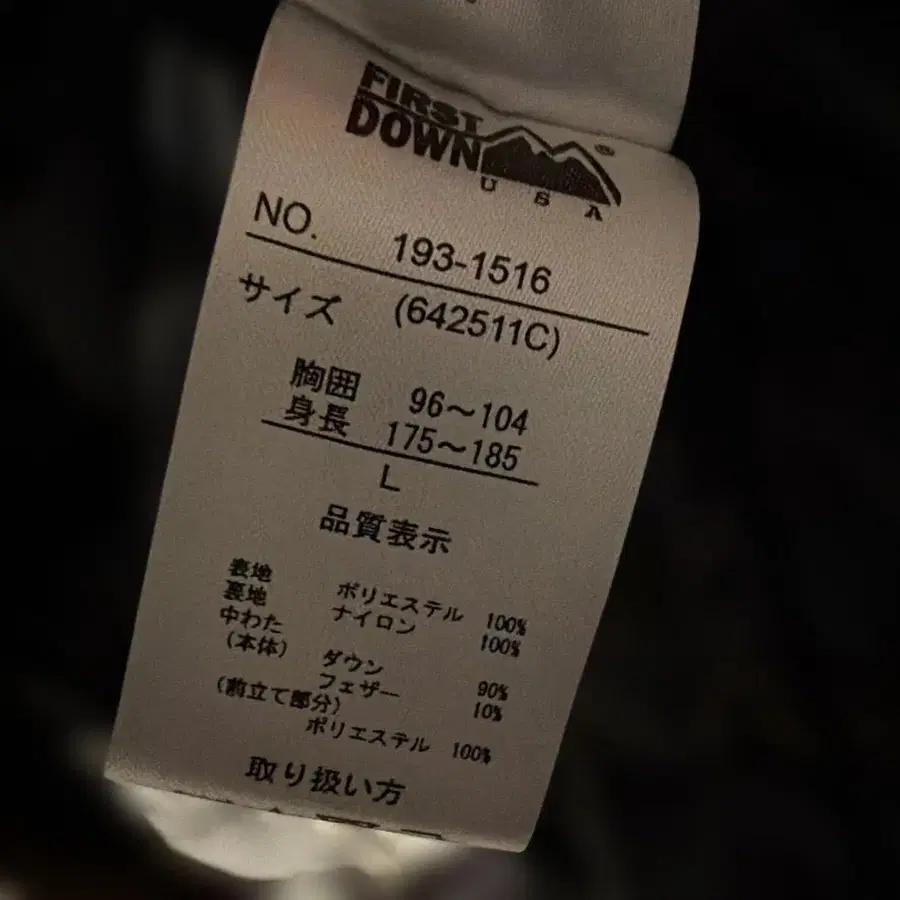 FIRST
DOWN
USA
®
NO. 193-1516
サイズ (642511C)
胸囲 96～104
身長 175～185
L
品質表示
表地 ポリエステル 100%
裏地 ナイロン 100%
中わた
(本体) ダウン 90%
フェザー 10%
(前立て部分)
ポリエステル 100%
取り扱い方